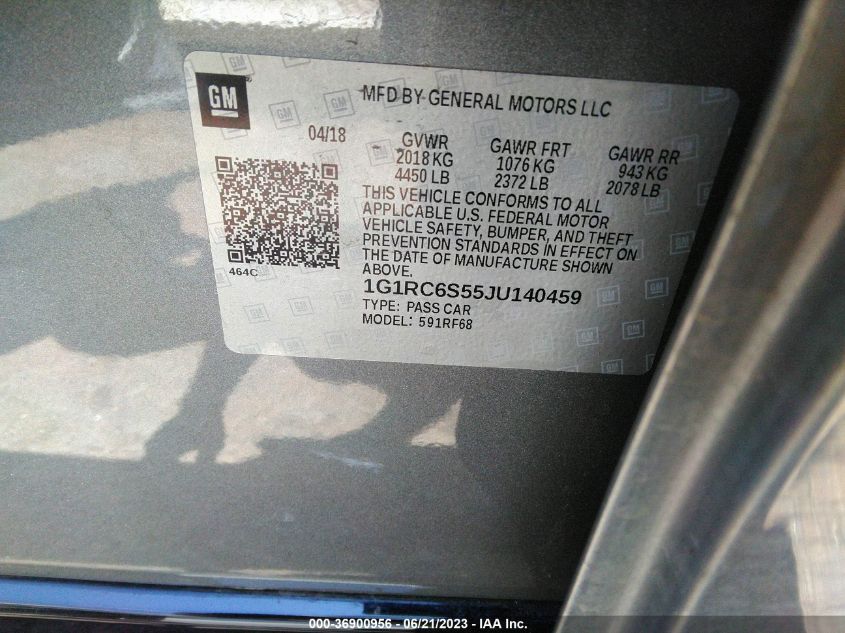 GM
MFD BY GENERAL MOTORS LLC
04/18 GVWR GAWR FRT GAWR RR
2018 KG 1076 KG 943 KG
4450 LB 2372 LB 2078 LB
THIS VEHICLE CONFORMS TO ALL
APPLICABLE U.S. FEDERAL MOTOR
VEHICLE SAFETY, BUMPER, AND THEFT
PREVENTION STANDARDS IN EFFECT ON
THE DATE OF MANUFACTURE SHOWN
ABOVE.
464C
1G1RC6S55JU140459
TYPE: PASS CAR
MODEL: 591RF68
000-36900956 - 06/21/2023 - IAA Inc.